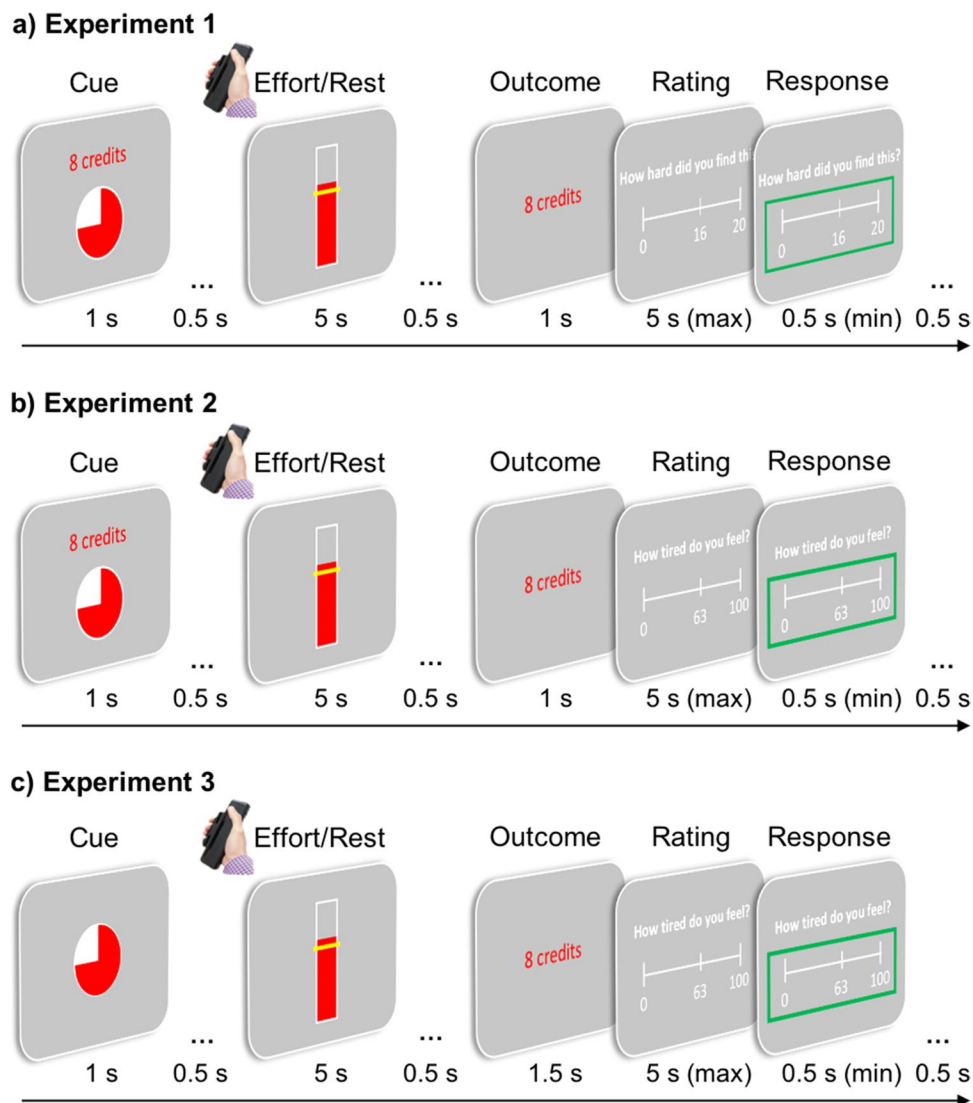 a) Experiment 1
Cue Effort/Rest Outcome Rating Response
8 credits
8 credits
How hard did you find this
0 16 20
How hard did you find this?
0 16 20
... ... ...
1 s 0.5 s 5 s 0.5 s 1 s 5 s (max) 0.5 s (min) 0.5 s
b) Experiment 2
Cue Effort/Rest Outcome Rating Response
8 credits
8 credits
How tired do you feel?
0 63 100
How tired do you feel?
0 63 100
... ... ...
1 s 0.5 s 5 s 0.5 s 1 s 5 s (max) 0.5 s (min) 0.5 s
c) Experiment 3
Cue Effort/Rest Outcome Rating Response
8 credits
How tired do you feel?
0 63 100
How tired do you feel?
0 63 100
... ... ...
1 s 0.5 s 5 s 0.5 s 1.5 s 5 s (max) 0.5 s (min) 0.5 s